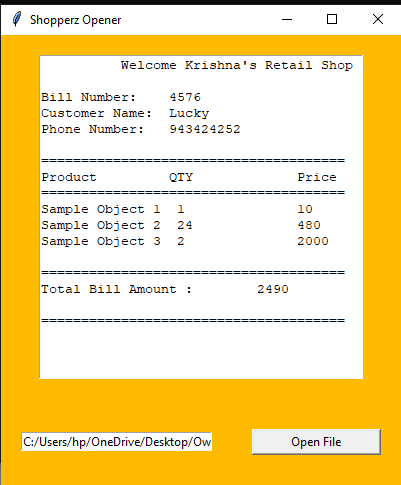 Shopperz Opener
Welcome Krishna's Retail Shop
Bill Number: 4576
Customer Name: Lucky
Phone Number: 943424252
======================================
Product QTY Price
======================================
Sample Object 1 1 10
Sample Object 2 24 480
Sample Object 3 2 2000
======================================
Total Bill Amount : 2490
======================================
C:/Users/hp/OneDrive/Desktop/Ow
Open File